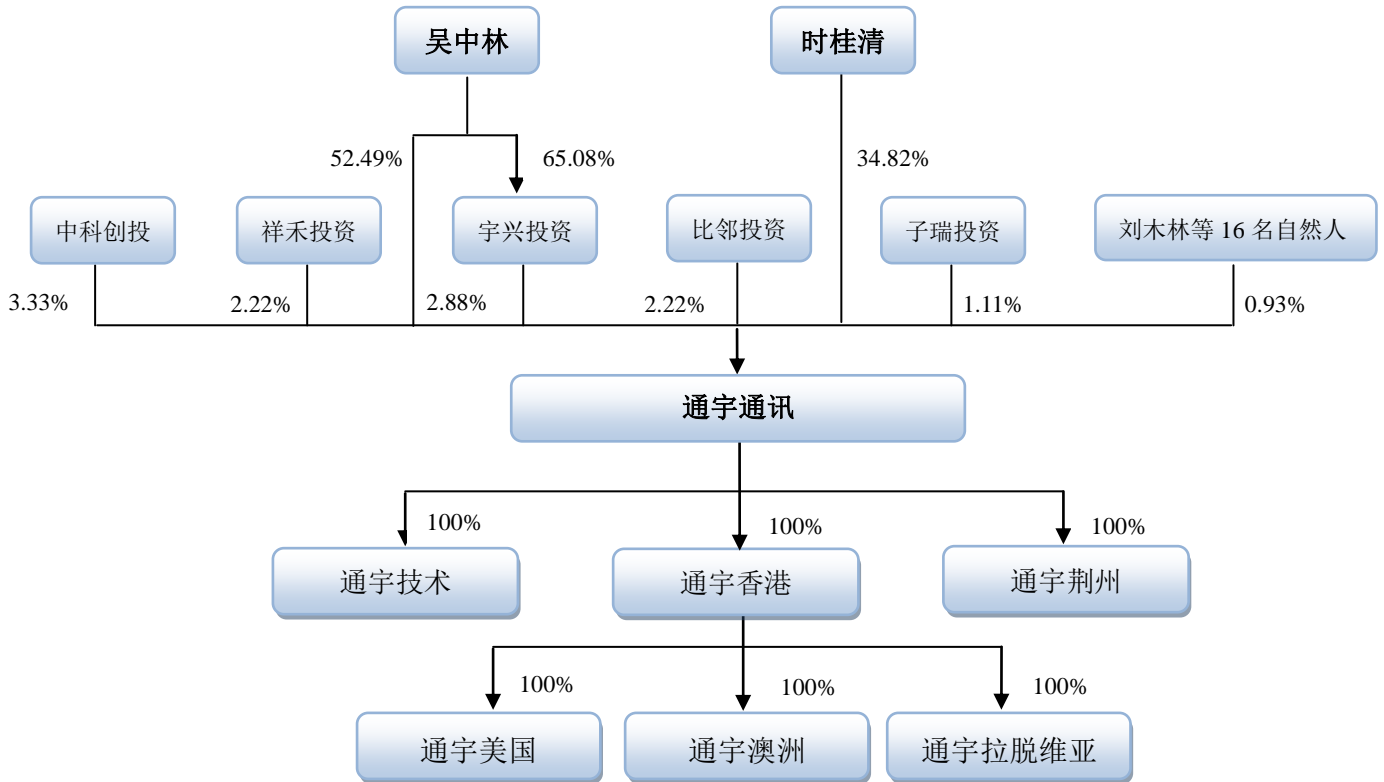 吴中林
时桂清
52.49%
65.08%
34.82%
中科创投
祥禾投资
宇兴投资
比邻投资
子瑞投资
刘木林等 16 名自然人
3.33%
2.22%
2.88%
2.22%
1.11%
0.93%
通宇通讯
100%
100%
100%
通宇技术
通宇香港
通宇荆州
100%
100%
100%
通宇美国
通宇澳洲
通宇拉脱维亚